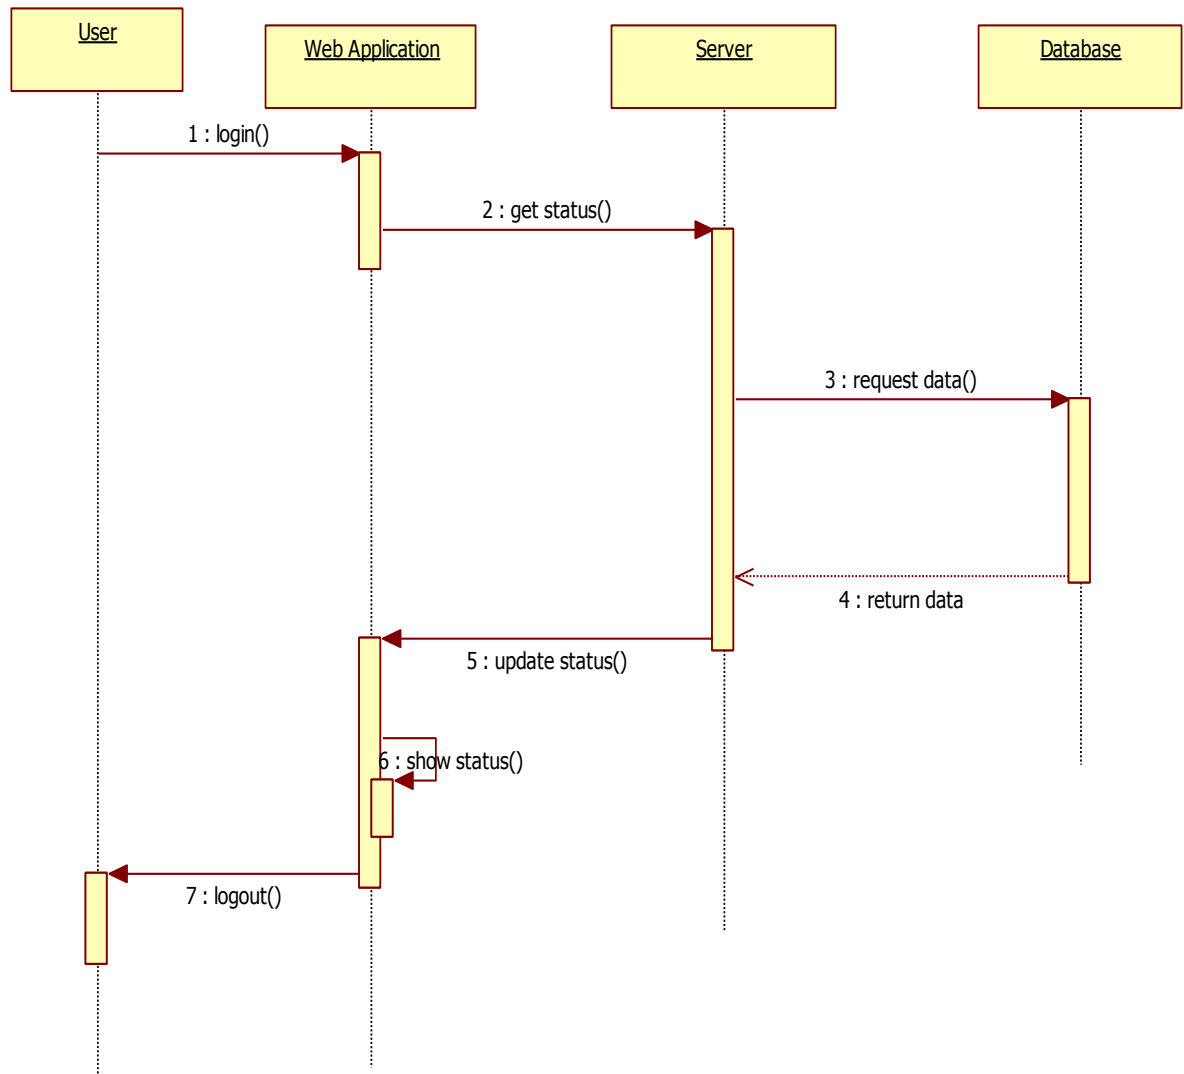 User
Web Application
Server
Database
1 : login()
2 : get status()
3 : request data()
4 : return data
5 : update status()
6 : show status()
7 : logout()